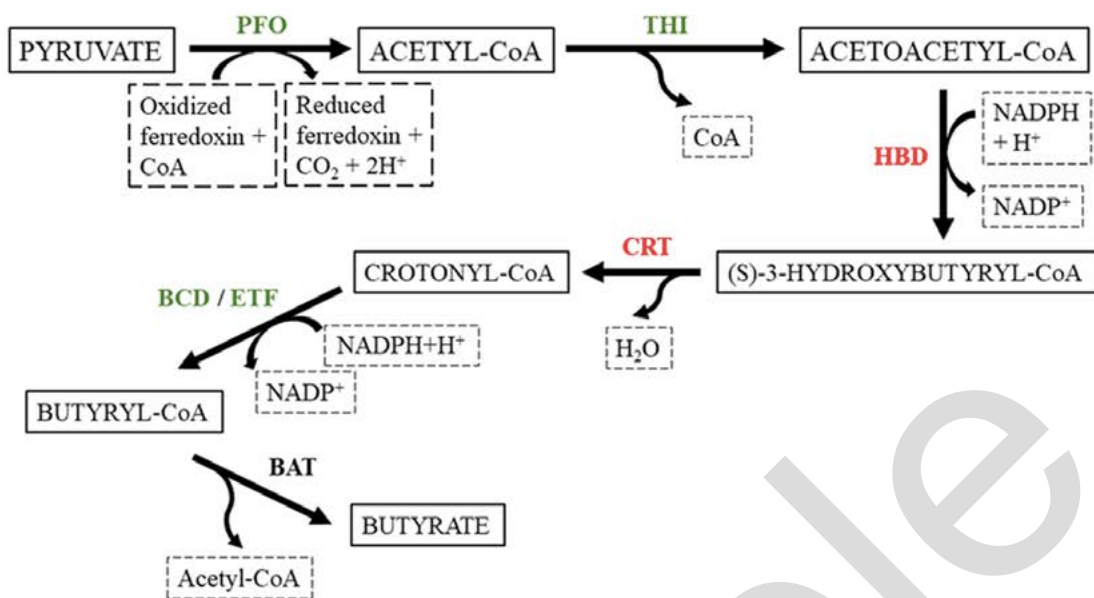 PFO
THI
PYRUVATE
ACETYL-CoA
ACETOACETYL-CoA
Oxidized
ferredoxin +
CoA
Reduced
ferredoxin +
CO₂ + 2H⁺
CoA
HBD
NADPH
+ H⁺
NADP⁺
CRT
CROTONYL-CoA
(S)-3-HYDROXYBUTYRYL-CoA
BCD / ETF
NADPH+H⁺
H₂O
NADP⁺
BUTYRYL-CoA
BAT
BUTYRATE
Acetyl-CoA